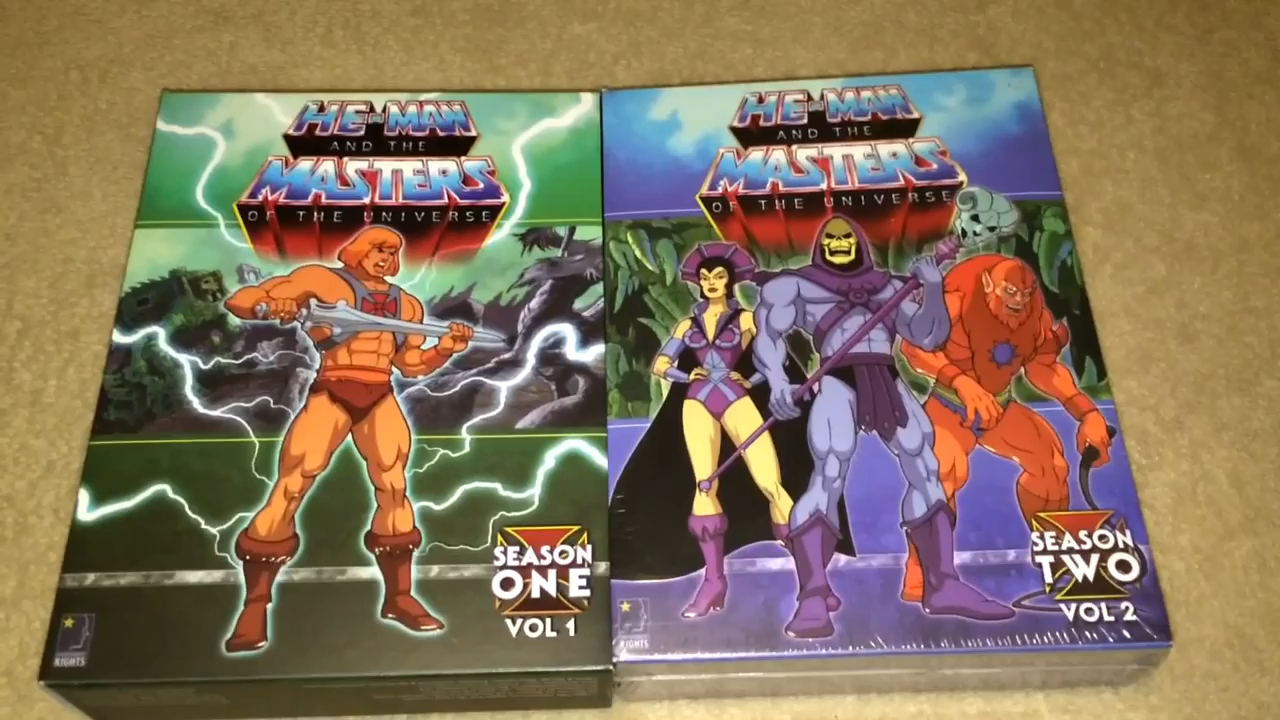 HE-MAN
AND THE
MASTERS
OF THE UNIVERSE
SEASON
ONE
VOL 1
RIGHTS
HE-MAN
AND THE
MASTERS
OF THE UNIVERSE
SEASON
TWO
VOL 2
RIGHTS